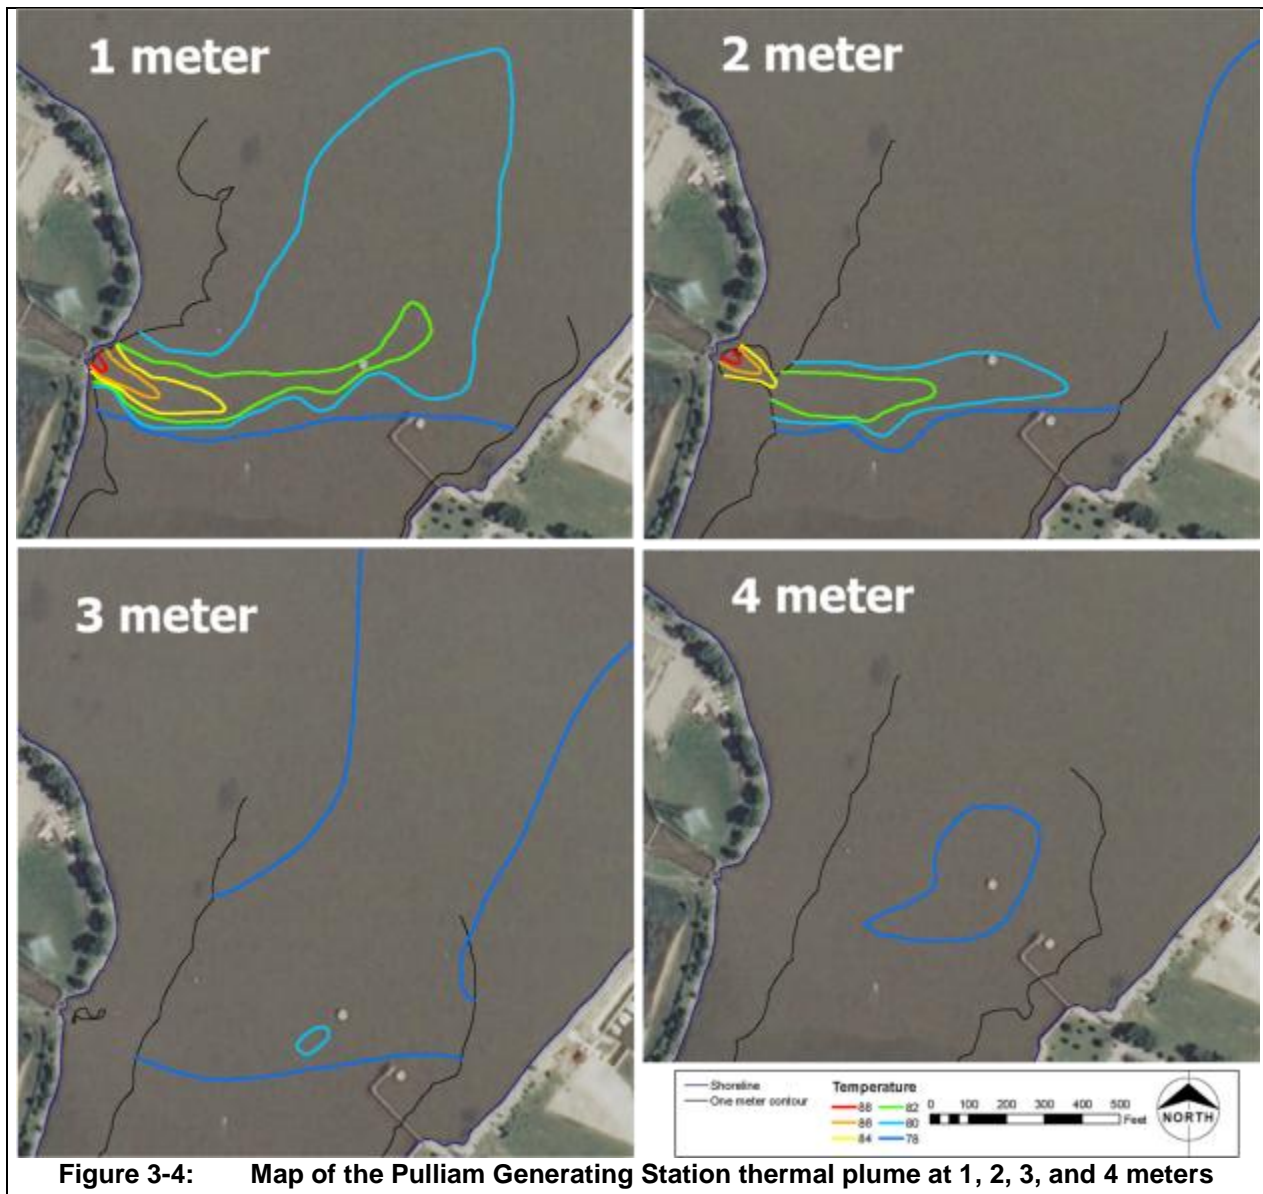 1 meter
2 meter
3 meter
4 meter
Shoreline
One meter contour
Temperature
88 82
86 80
84 78
0 100 200 300 400 500
Feet
NORTH
Figure 3-4: Map of the Pulliam Generating Station thermal plume at 1, 2, 3, and 4 meters